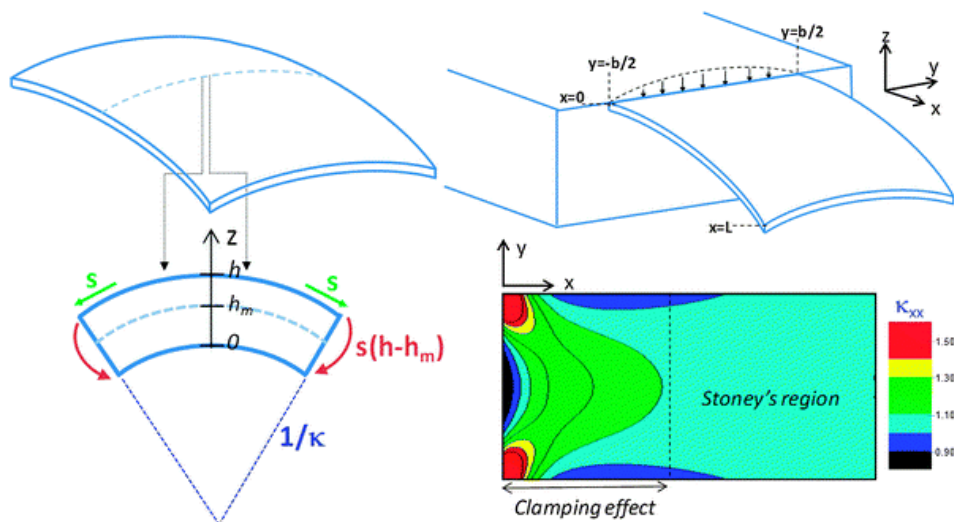 z
h
h_m
0
s
s
s(h-h_m)
1/κ
y=-b/2
y=b/2
x=0
x=L
z
y
x
y
x
κ_xx
1.50
1.30
1.10
0.90
Stoney's region
Clamping effect